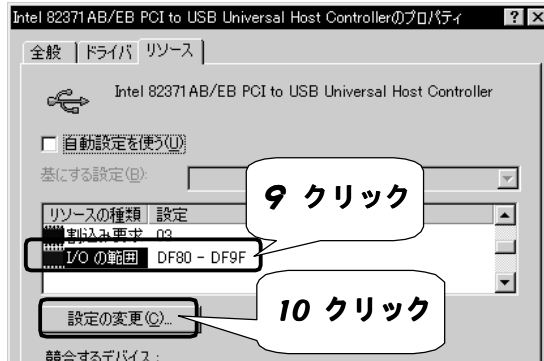 Intel 82371AB/EB PCI to USB Universal Host Controllerのプロパティ ? ×
全般 ドライバ リソース
Intel 82371AB/EB PCI to USB Universal Host Controller
自動設定を使う(U)
基にする設定(B):
9 クリック
リソースの種類 設定
割込み要求 03
I/O の範囲 DF80 - DF9F
10 クリック
設定の変更(C)...
競合するデバイス: